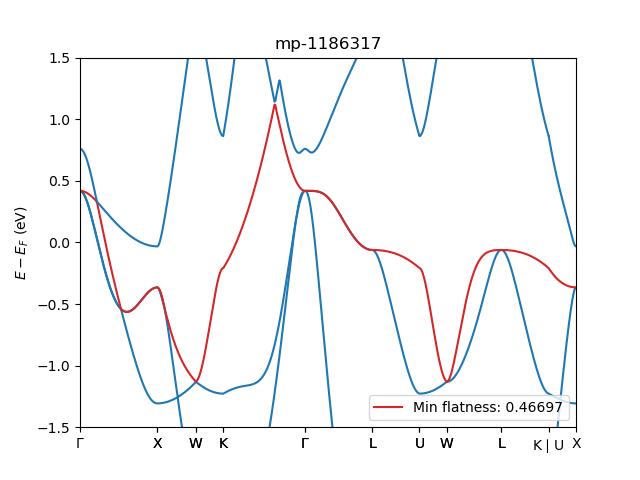 mp-1186317
E − E_F (eV)
1.5
1.0
0.5
0.0
−0.5
−1.0
−1.5
Min flatness: 0.46697
Γ X W K Γ L U W L K | U X